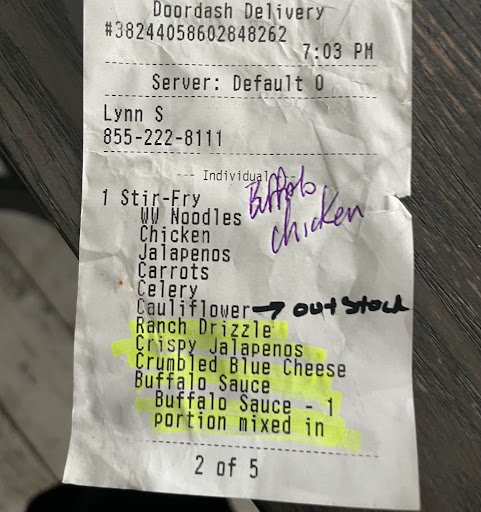 Doordash Delivery
#38244058602848262
7:03 PM
Server: Default O
Lynn S
855-222-8111
--- Individual
Buffalo
chicken
1 Stir-Fry
WW Noodles
Chicken
Jalapenos
Carrots
Celery
Cauliflower → out stock
Ranch Drizzle
Crispy Jalapenos
Crumbled Blue Cheese
Buffalo Sauce
Buffalo Sauce - 1
portion mixed in
2 of 5